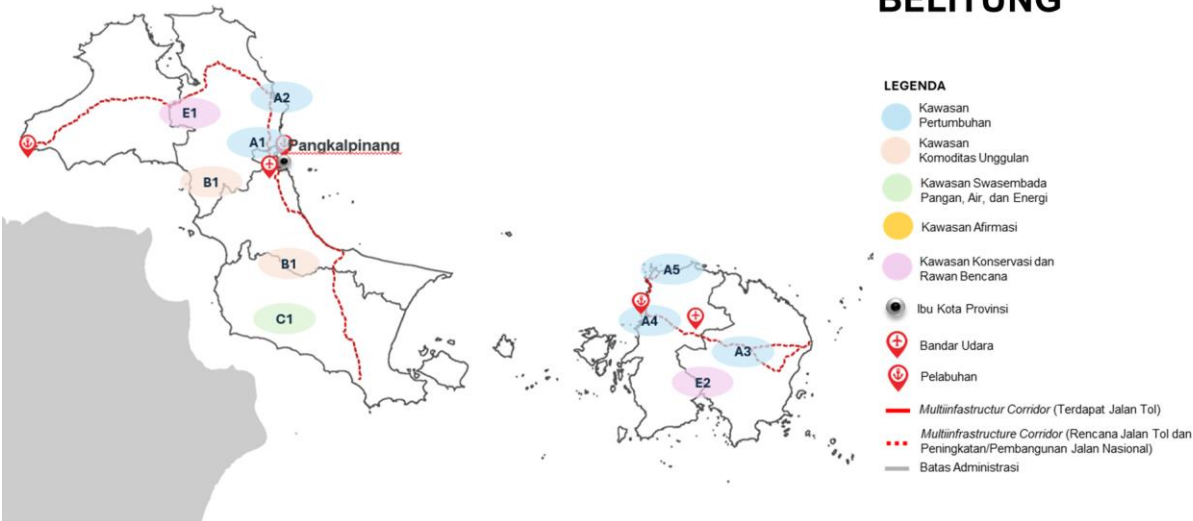 BELITUNG
E1
A2
A1
Pangkalpinang
B1
B1
C1
A5
A4
A3
E2
LEGENDA
Kawasan
Pertumbuhan
Kawasan
Komoditas Unggulan
Kawasan Swasembada
Pangan, Air, dan Energi
Kawasan Afirmasi
Kawasan Konservasi dan
Rawan Bencana
Ibu Kota Provinsi
Bandar Udara
Pelabuhan
Multiinfastructur Corridor (Terdapat Jalan Tol)
Multiinfrastructure Corridor (Rencana Jalan Tol dan
Peningkatan/Pembangunan Jalan Nasional)
Batas Administrasi